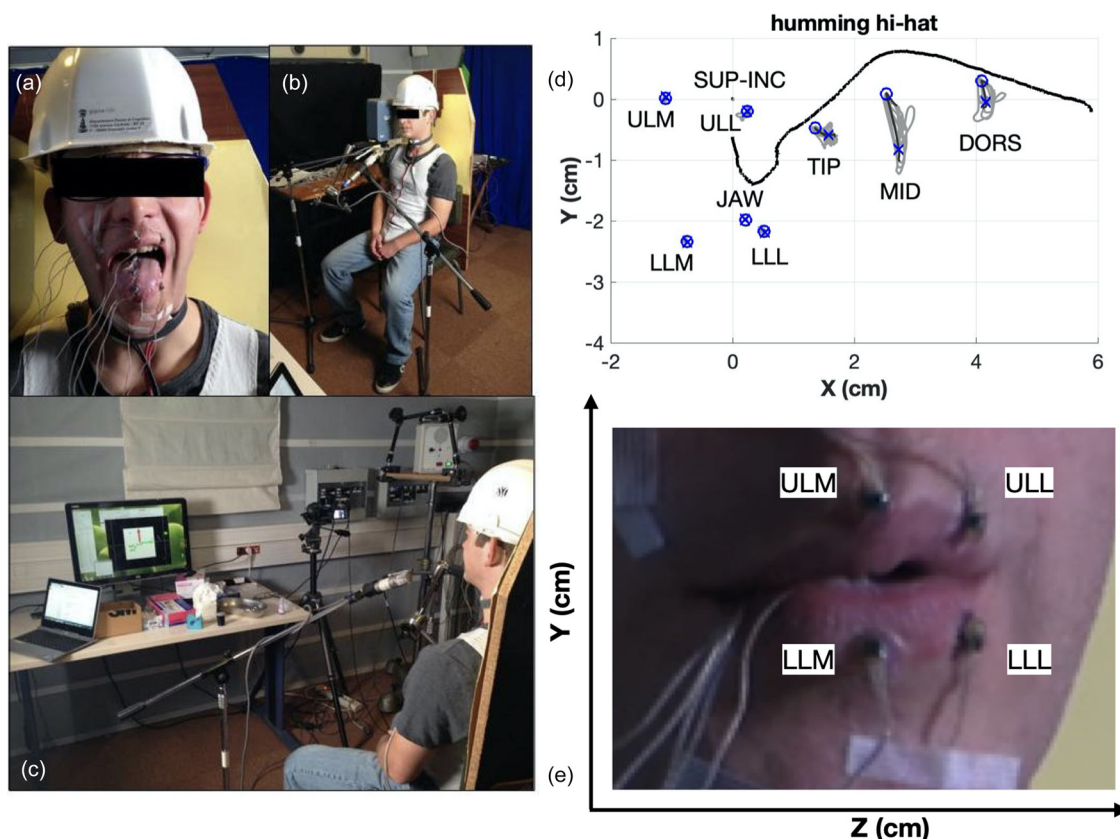 (a)
(b)
(c)
(d)
humming hi-hat
1
0
-1
-2
-3
-4
Y (cm)
SUP-INC
ULM
ULL
TIP
MID
DORS
JAW
LLM
LLL
-2
0
2
4
6
X (cm)
(e)
ULM
ULL
LLM
LLL
Y (cm)
Z (cm)